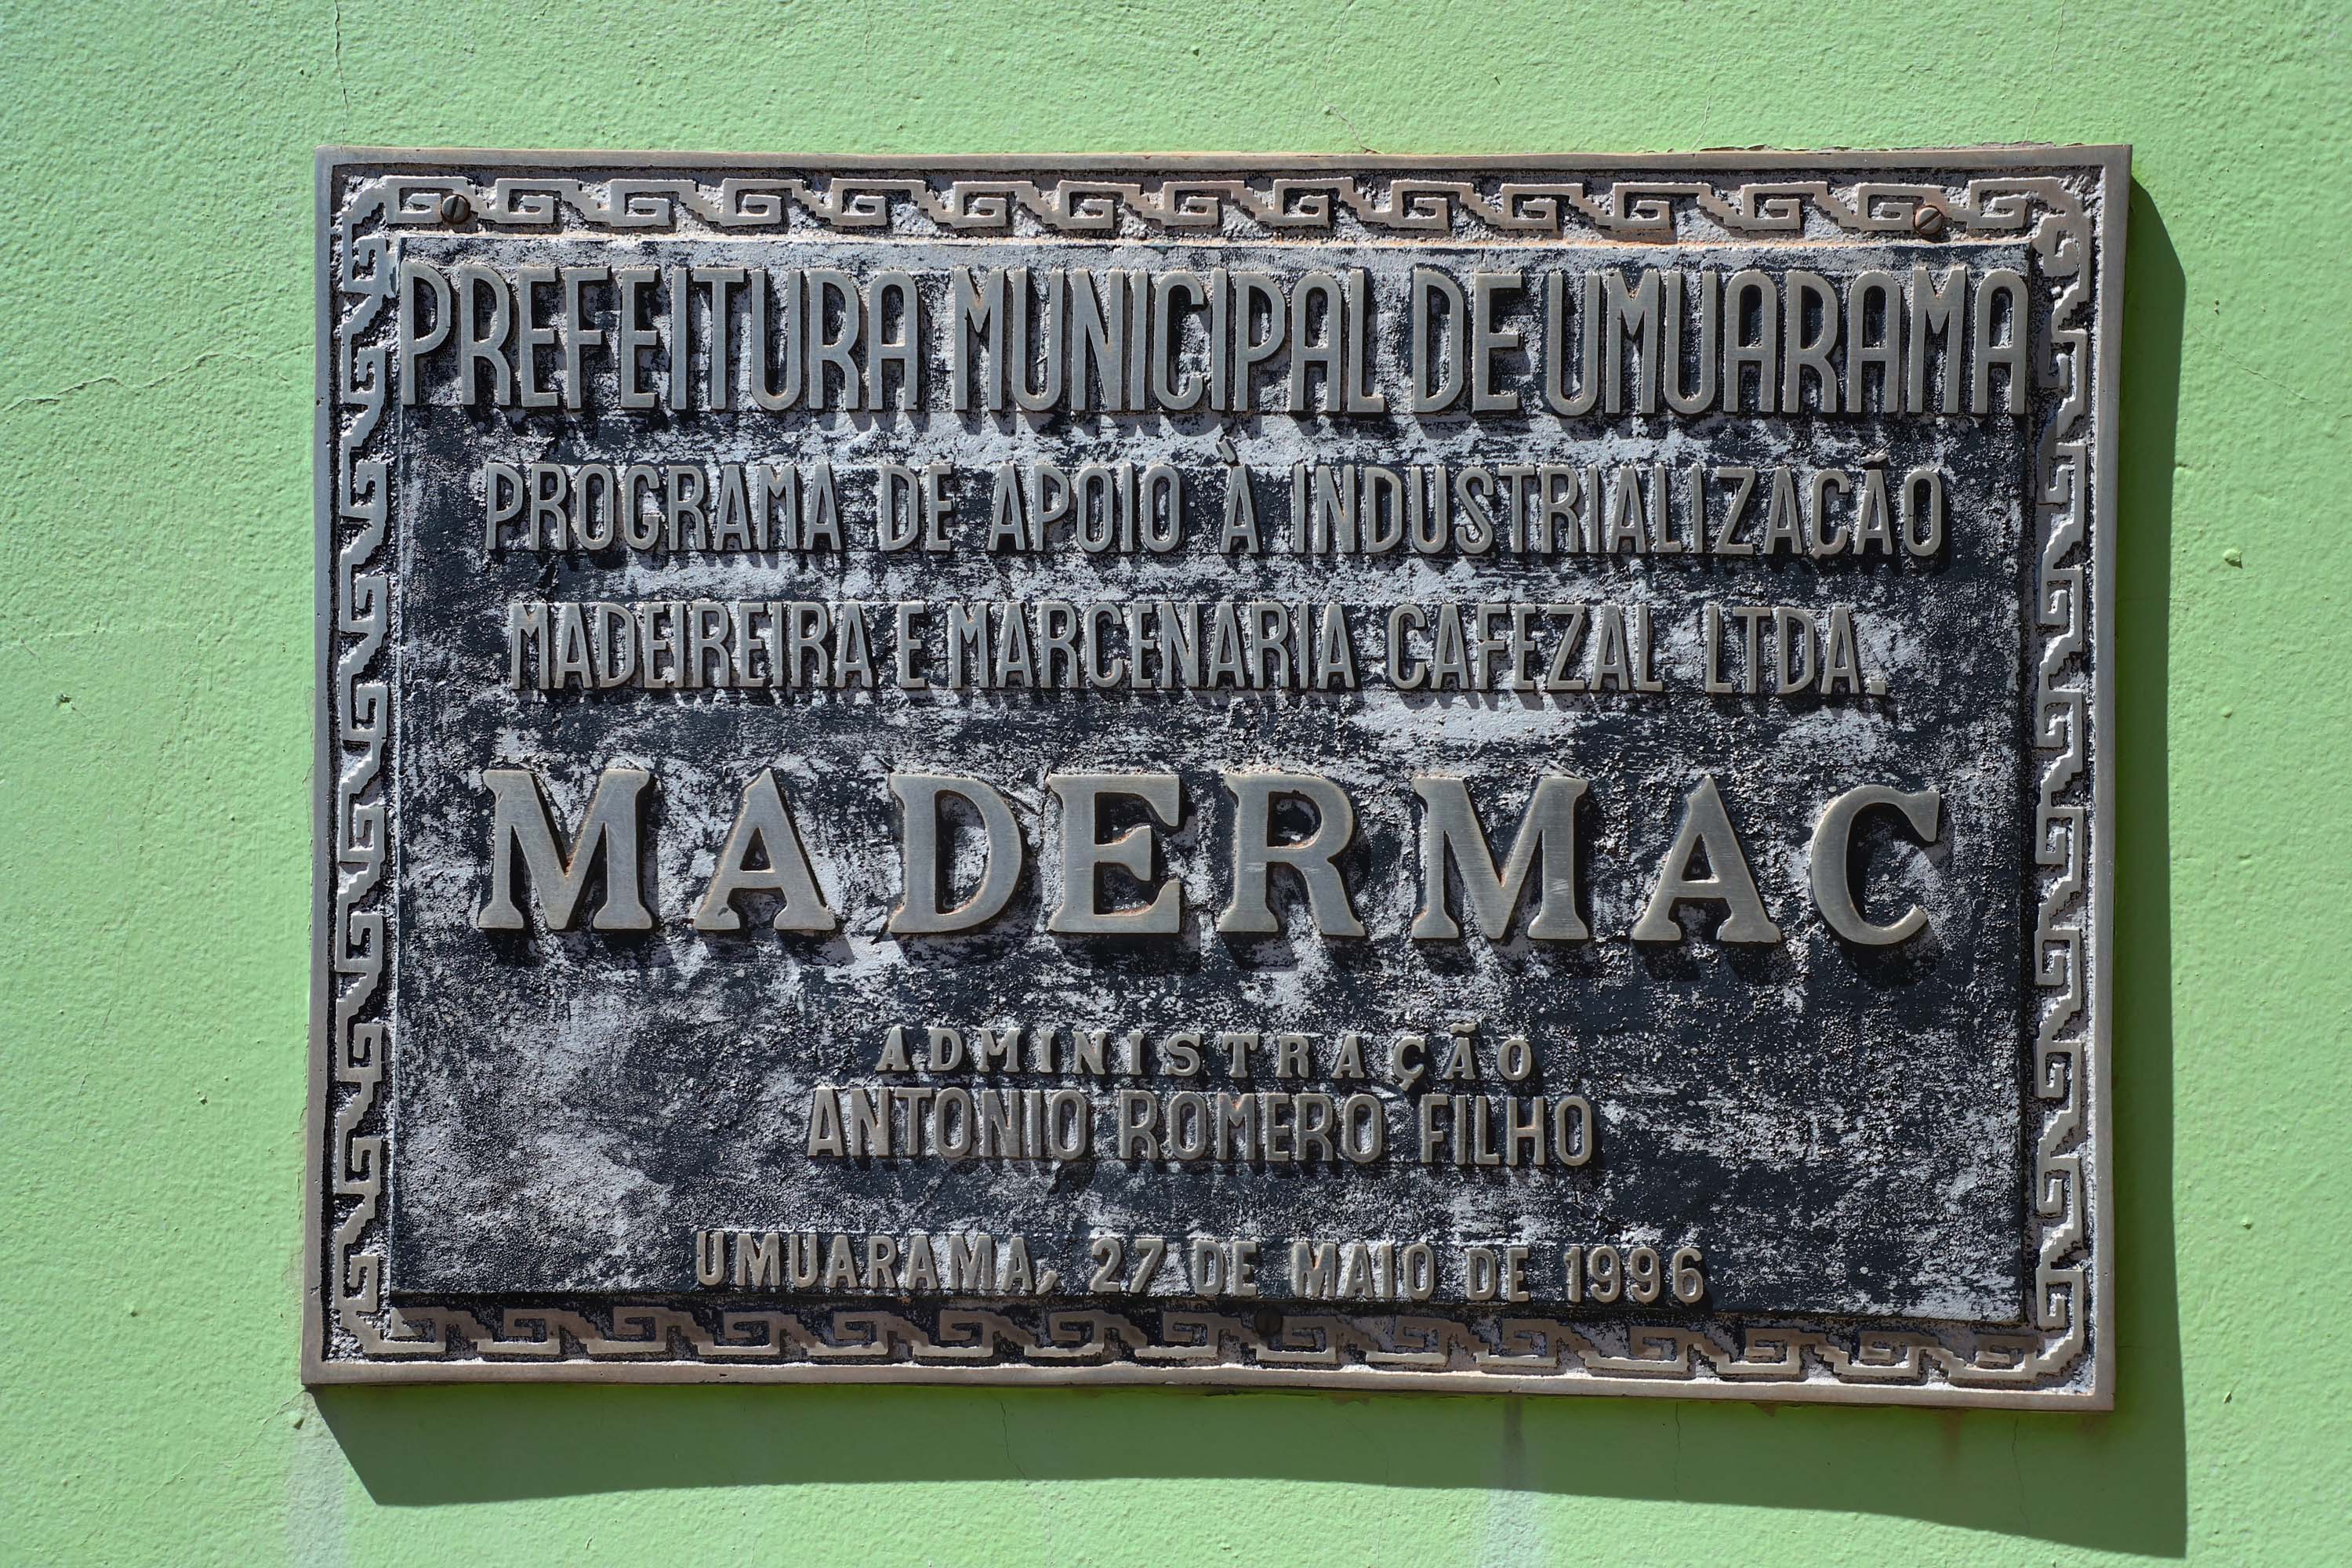 PREFEITURA MUNICIPAL DE UMUARAMA
PROGRAMA DE APOIO À INDUSTRIALIZAÇÃO
MADEIREIRA E MARCENARIA CAFEZAL LTDA.
MADERMAC
ADMINISTRAÇÃO
ANTONIO ROMERO FILHO
UMUARAMA, 27 DE MAIO DE 1996